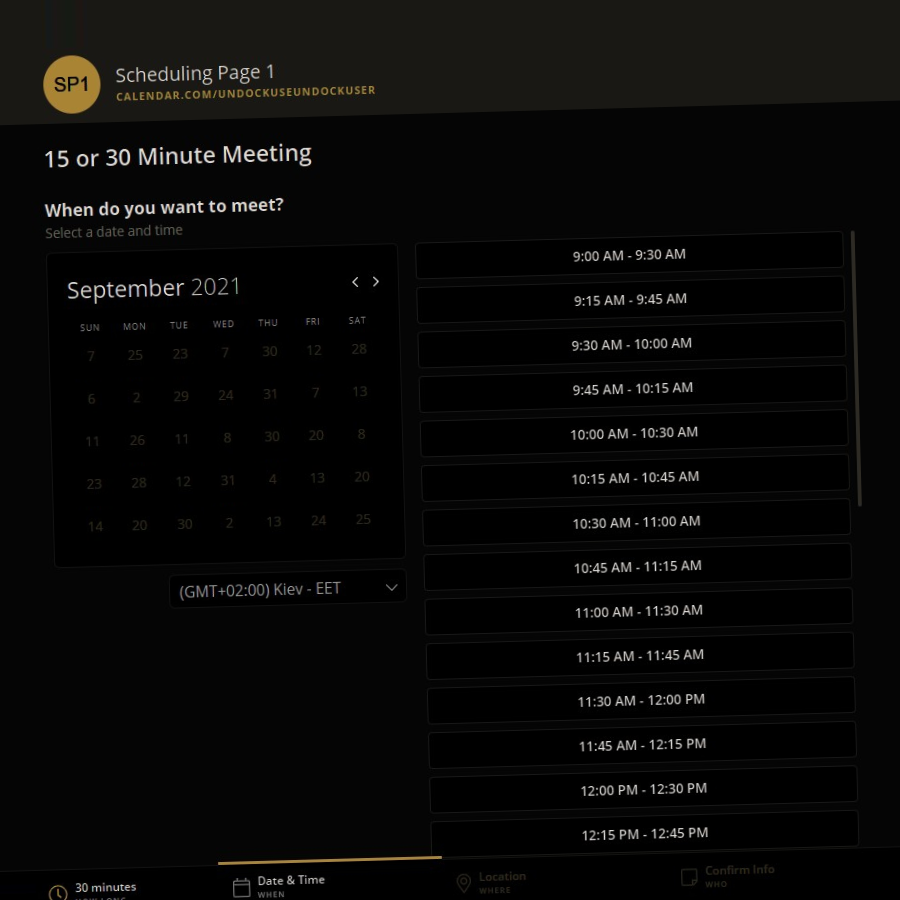 SP1
Scheduling Page 1
CALENDAR.COM/UNDOCKUSEUNDOCKUSER
15 or 30 Minute Meeting
When do you want to meet?
Select a date and time
September 2021
SUN MON TUE WED THU FRI SAT
7 25 23 7 30 12 28
6 2 29 24 31 7 13
11 26 11 8 30 20 8
23 28 12 31 4 13 20
14 20 30 2 13 24 25
(GMT+02:00) Kiev - EET
9:00 AM - 9:30 AM
9:15 AM - 9:45 AM
9:30 AM - 10:00 AM
9:45 AM - 10:15 AM
10:00 AM - 10:30 AM
10:15 AM - 10:45 AM
10:30 AM - 11:00 AM
10:45 AM - 11:15 AM
11:00 AM - 11:30 AM
11:15 AM - 11:45 AM
11:30 AM - 12:00 PM
11:45 AM - 12:15 PM
12:00 PM - 12:30 PM
12:15 PM - 12:45 PM
30 minutes
Date & Time
WHEN
Location
WHERE
Confirm Info
WHO